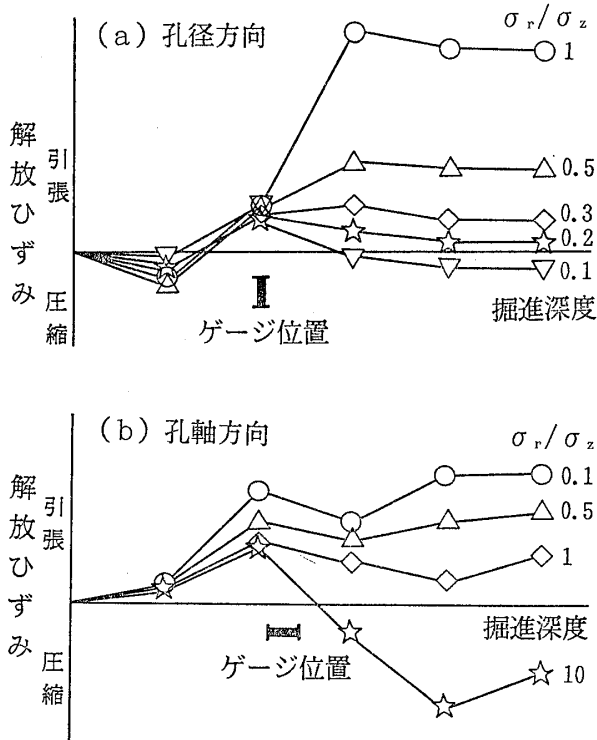 (a) 孔径方向
σr/σz
1
0.5
0.3
0.2
0.1
解放ひずみ
引張
圧縮
掘進深度
ゲージ位置
(b) 孔軸方向
σr/σz
0.1
0.5
1
10
解放ひずみ
引張
圧縮
掘進深度
ゲージ位置